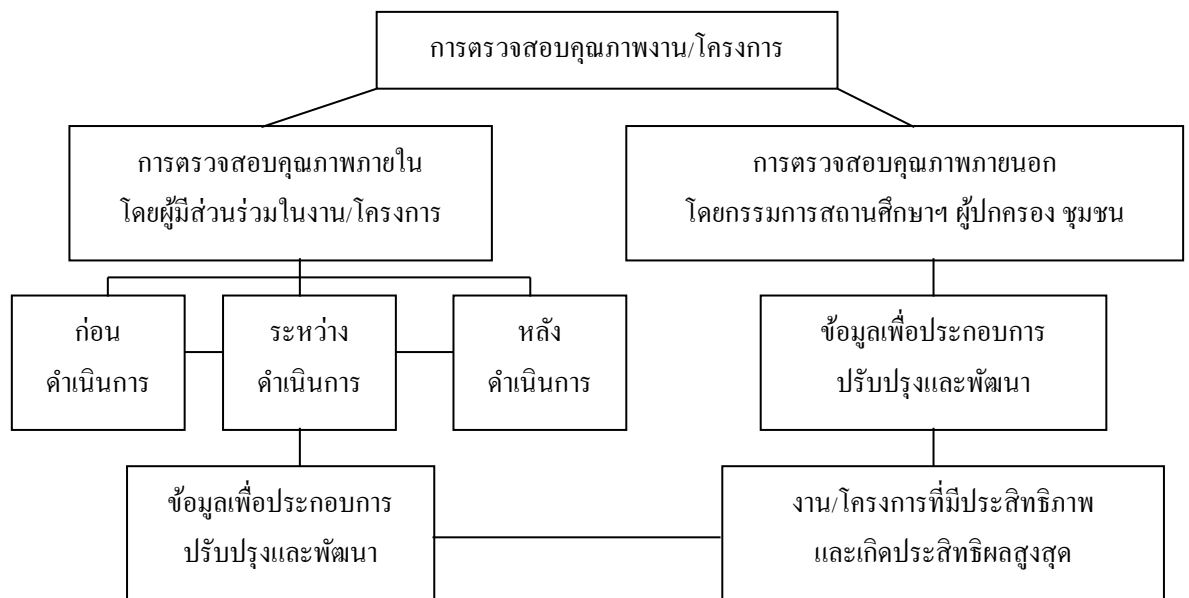 การตรวจสอบคุณภาพงาน/โครงการ
การตรวจสอบคุณภาพภายใน
โดยผู้มีส่วนร่วมในงาน/โครงการ
การตรวจสอบคุณภาพภายนอก
โดยกรรมการสถานศึกษาฯ ผู้ปกครอง ชุมชน
ก่อน
ดำเนินการ
ระหว่าง
ดำเนินการ
หลัง
ดำเนินการ
ข้อมูลเพื่อประกอบการ
ปรับปรุงและพัฒนา
ข้อมูลเพื่อประกอบการ
ปรับปรุงและพัฒนา
งาน/โครงการที่มีประสิทธิภาพ
และเกิดประสิทธิผลสูงสุด